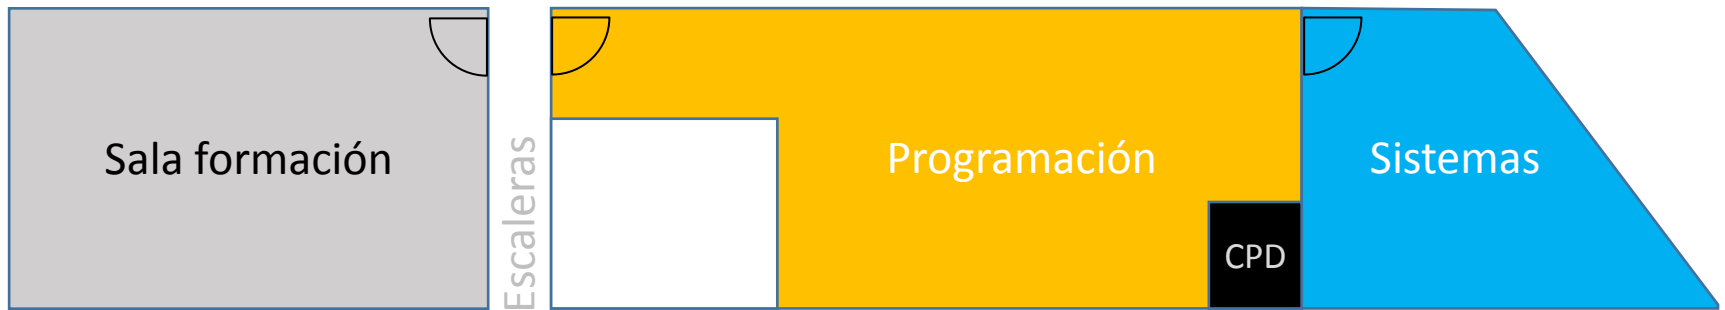 Sala formación
Escaleras
Programación
CPD
Sistemas